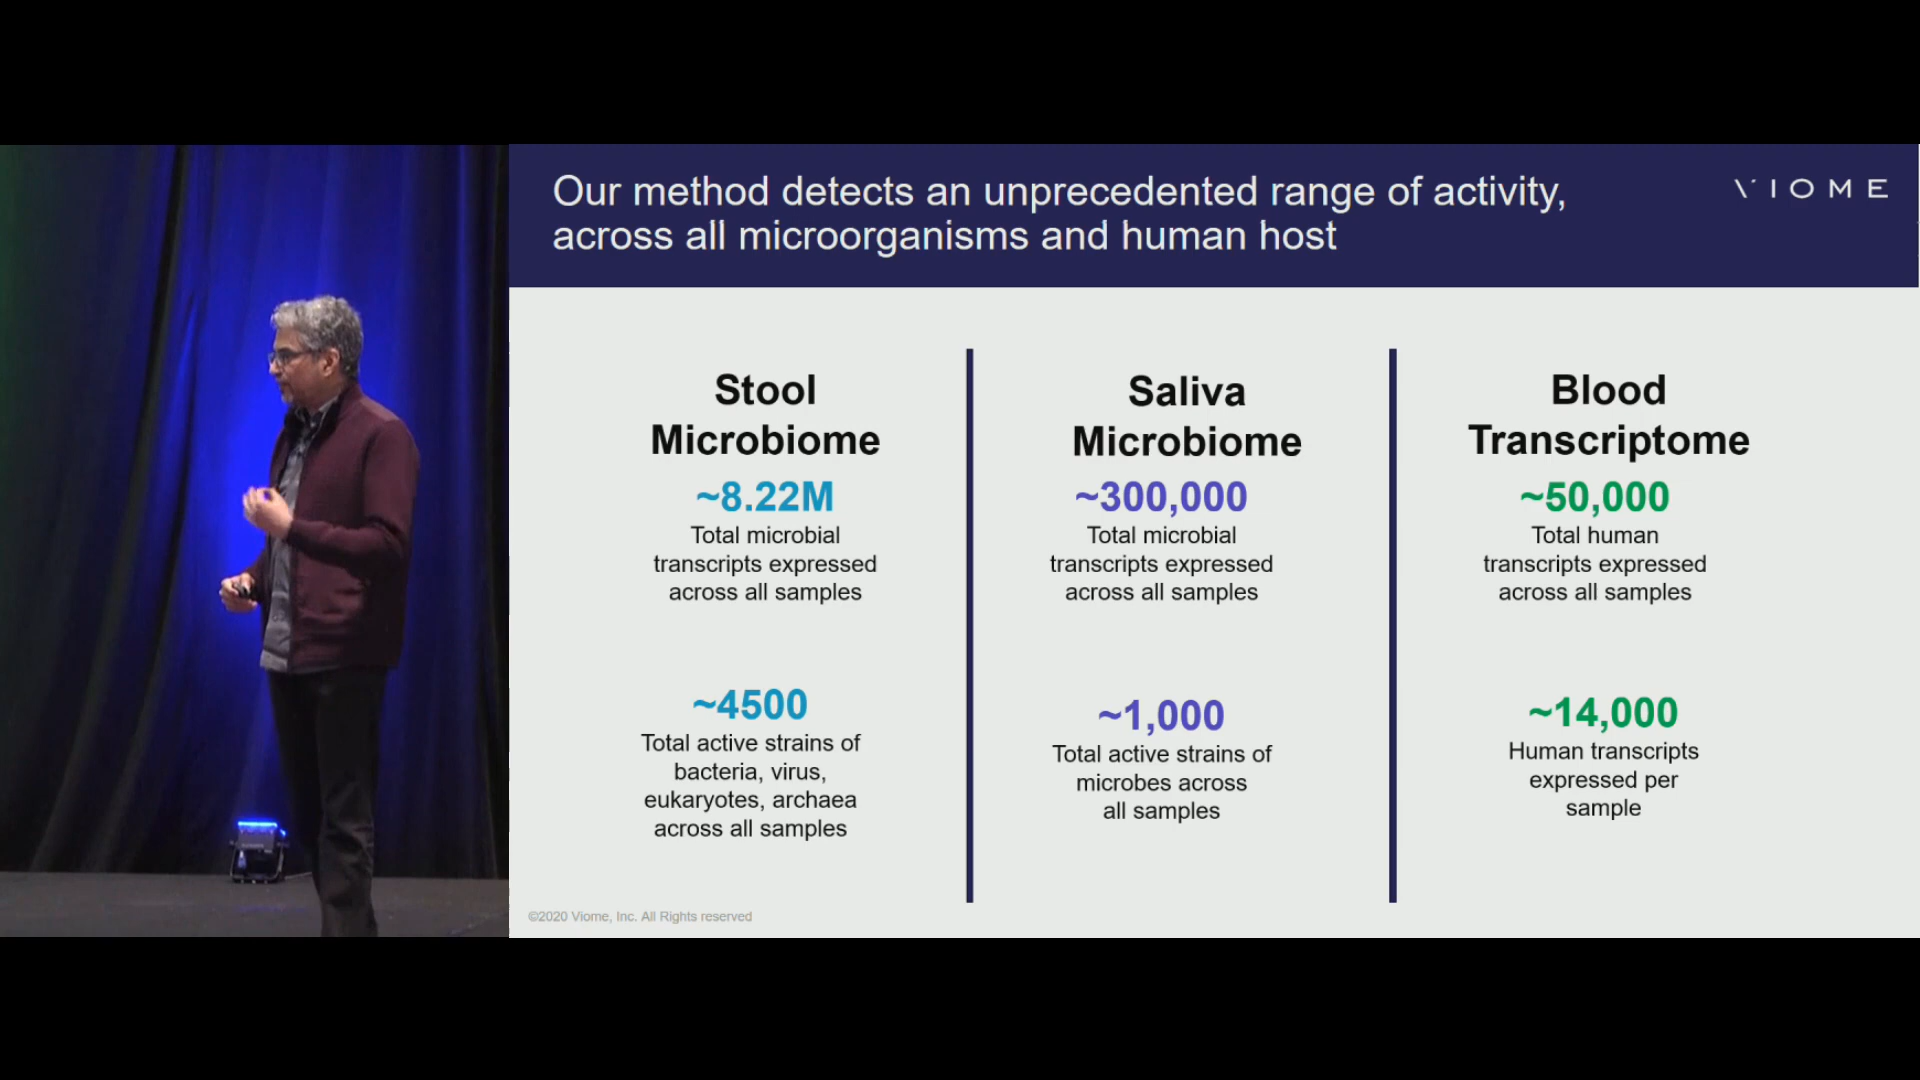 Our method detects an unprecedented range of activity,
across all microorganisms and human host
VIOME
Stool
Microbiome
~8.22M
Total microbial
transcripts expressed
across all samples
~4500
Total active strains of
bacteria, virus,
eukaryotes, archaea
across all samples
Saliva
Microbiome
~300,000
Total microbial
transcripts expressed
across all samples
~1,000
Total active strains of
microbes across
all samples
Blood
Transcriptome
~50,000
Total human
transcripts expressed
across all samples
~14,000
Human transcripts
expressed per
sample
©2020 Viome, Inc. All Rights reserved